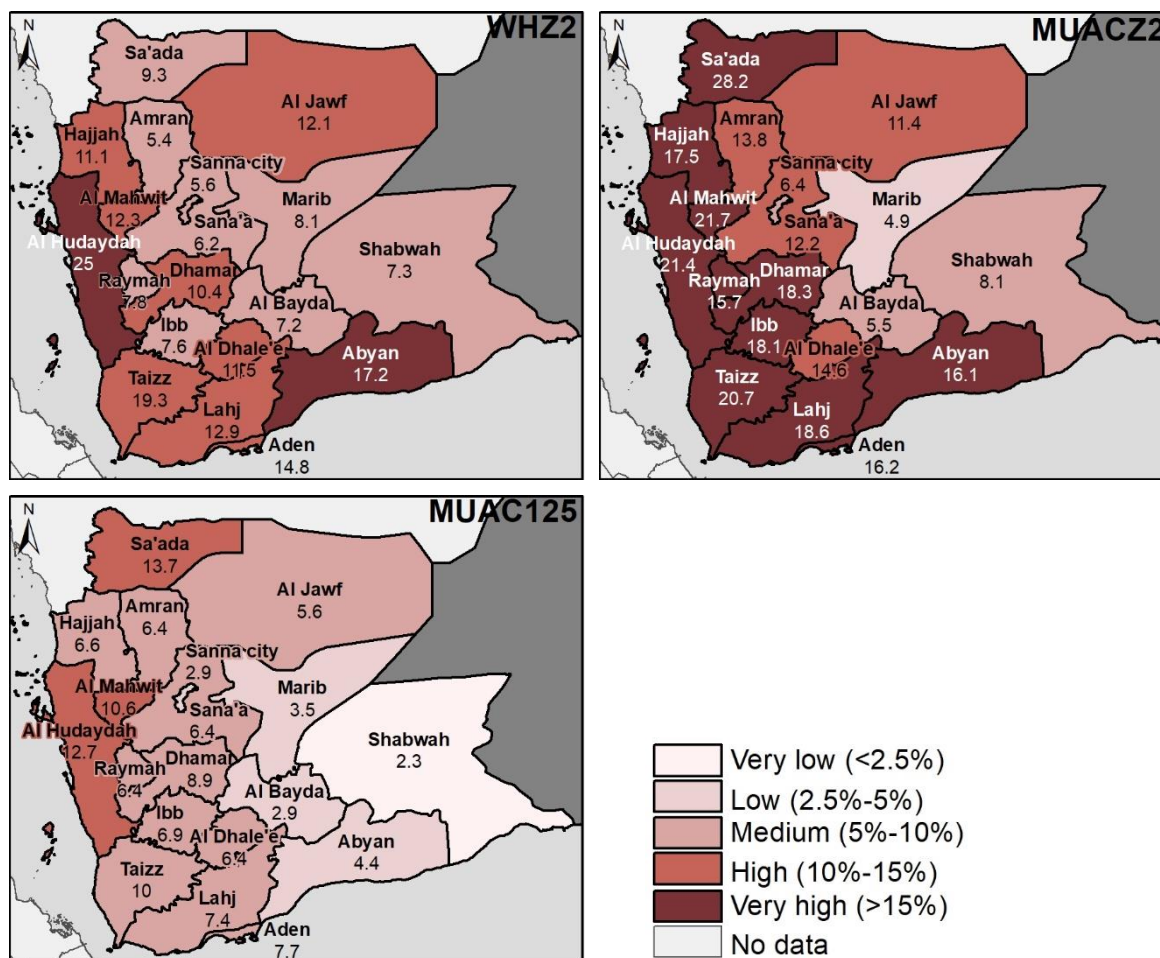 N
WHZ2
Sa'ada
9.3
Al Jawf
12.1
Amran
5.4
Hajjah
11.1
Sanna city
5.6
Al Mahwit
12.3
Marib
8.1
Sana'a
6.2
Al Hudaydah
25
Shabwah
7.3
Dhamar
10.4
Raymah
7.8
Al Bayda
7.2
Ibb
7.6
Al Dhale'e
11.5
Abyan
17.2
Taizz
19.3
Lahj
12.9
Aden
14.8
N
MUACZ2
Sa'ada
28.2
Al Jawf
11.4
Amran
13.8
Hajjah
17.5
Sanna city
6.4
Al Mahwit
21.7
Marib
4.9
Sana'a
12.2
Al Hudaydah
21.4
Shabwah
8.1
Dhamar
18.3
Raymah
15.7
Al Bayda
5.5
Ibb
18.1
Al Dhale'e
14.6
Abyan
16.1
Taizz
20.7
Lahj
18.6
Aden
16.2
N
MUAC125
Sa'ada
13.7
Al Jawf
5.6
Amran
6.4
Hajjah
6.6
Sanna city
2.9
Al Mahwit
10.6
Marib
3.5
Sana'a
6.4
Al Hudaydah
12.7
Shabwah
2.3
Dhamar
8.9
Raymah
6.4
Al Bayda
2.9
Ibb
6.9
Al Dhale'e
6.4
Abyan
4.4
Taizz
10
Lahj
7.4
Aden
7.7
Very low (<2.5%)
Low (2.5%-5%)
Medium (5%-10%)
High (10%-15%)
Very high (>15%)
No data